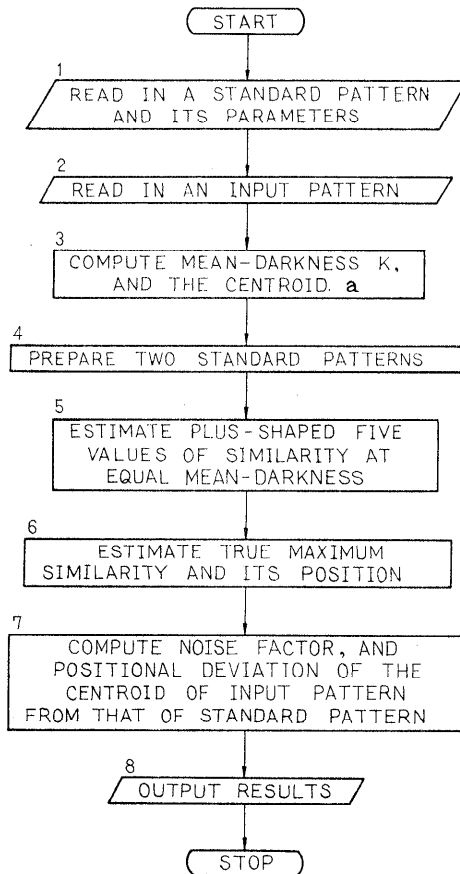 START
1
READ IN A STANDARD PATTERN
AND ITS PARAMETERS
2
READ IN AN INPUT PATTERN
3
COMPUTE MEAN-DARKNESS K,
AND THE CENTROID. a
4
PREPARE TWO STANDARD PATTERNS
5
ESTIMATE PLUS-SHAPED FIVE
VALUES OF SIMILARITY AT
EQUAL MEAN-DARKNESS
6
ESTIMATE TRUE MAXIMUM
SIMILARITY AND ITS POSITION
7
COMPUTE NOISE FACTOR, AND
POSITIONAL DEVIATION OF THE
CENTROID OF INPUT PATTERN
FROM THAT OF STANDARD PATTERN
8
OUTPUT RESULTS
STOP